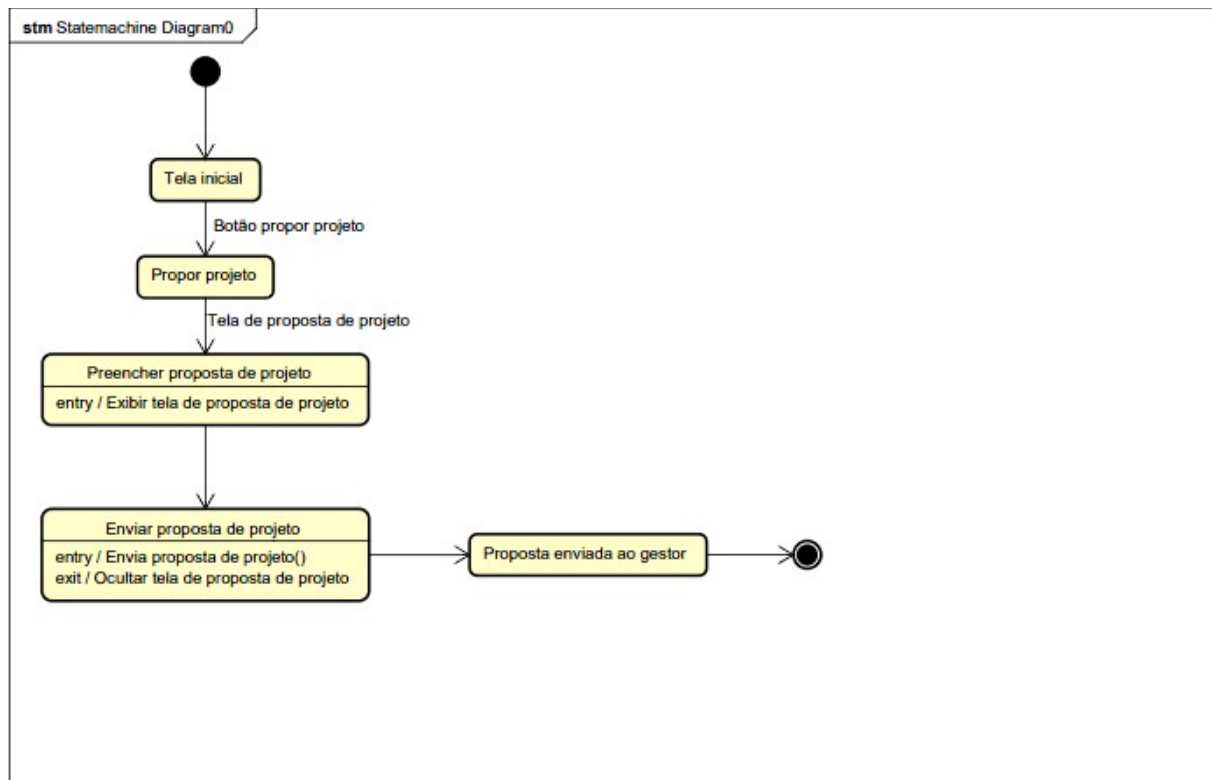 stm Statemachine Diagram0
Tela inicial
Botão propor projeto
Propor projeto
Tela de proposta de projeto
Preencher proposta de projeto
entry / Exibir tela de proposta de projeto
Enviar proposta de projeto
entry / Envia proposta de projeto()
exit / Ocultar tela de proposta de projeto
Proposta enviada ao gestor